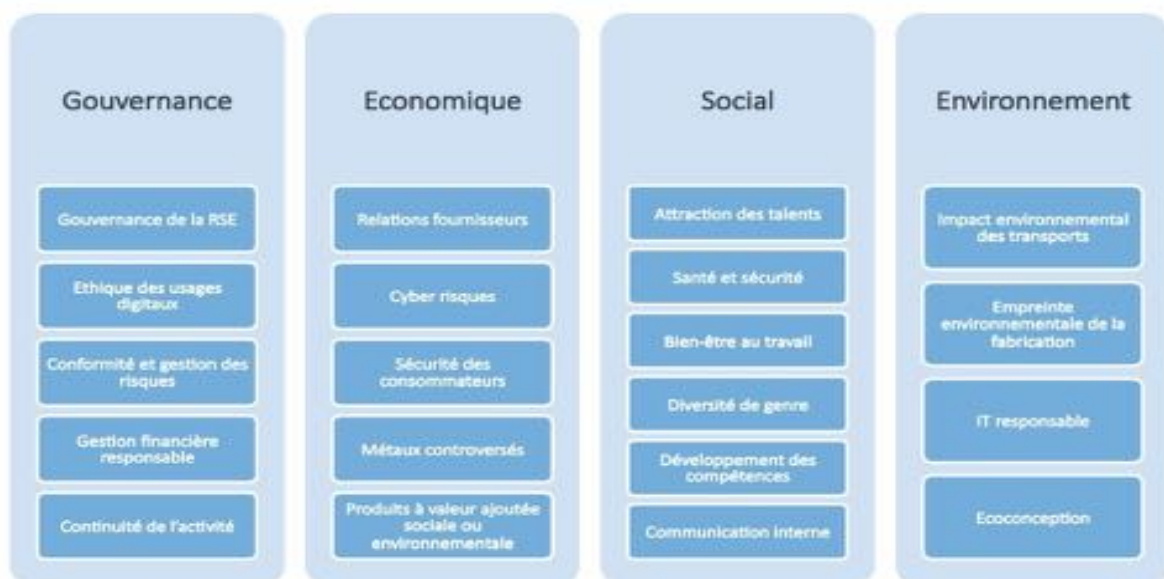 Gouvernance
Gouvernance de la RSE
Ethique des usages
digitaux
Conformité et gestion des
risques
Gestion financière
responsable
Continuité de l'activité
Economique
Relations fournisseurs
Cyber risques
Sécurité des
consommateurs
Métaux controversés
Produits à valeur ajoutée
sociale ou
environnementale
Social
Attraction des talents
Santé et sécurité
Bien-être au travail
Diversité de genre
Développement des
compétences
Communication interne
Environnement
Impact environmental
des transports
Empreinte
environnementale de la
fabrication
IT responsable
Ecoconception